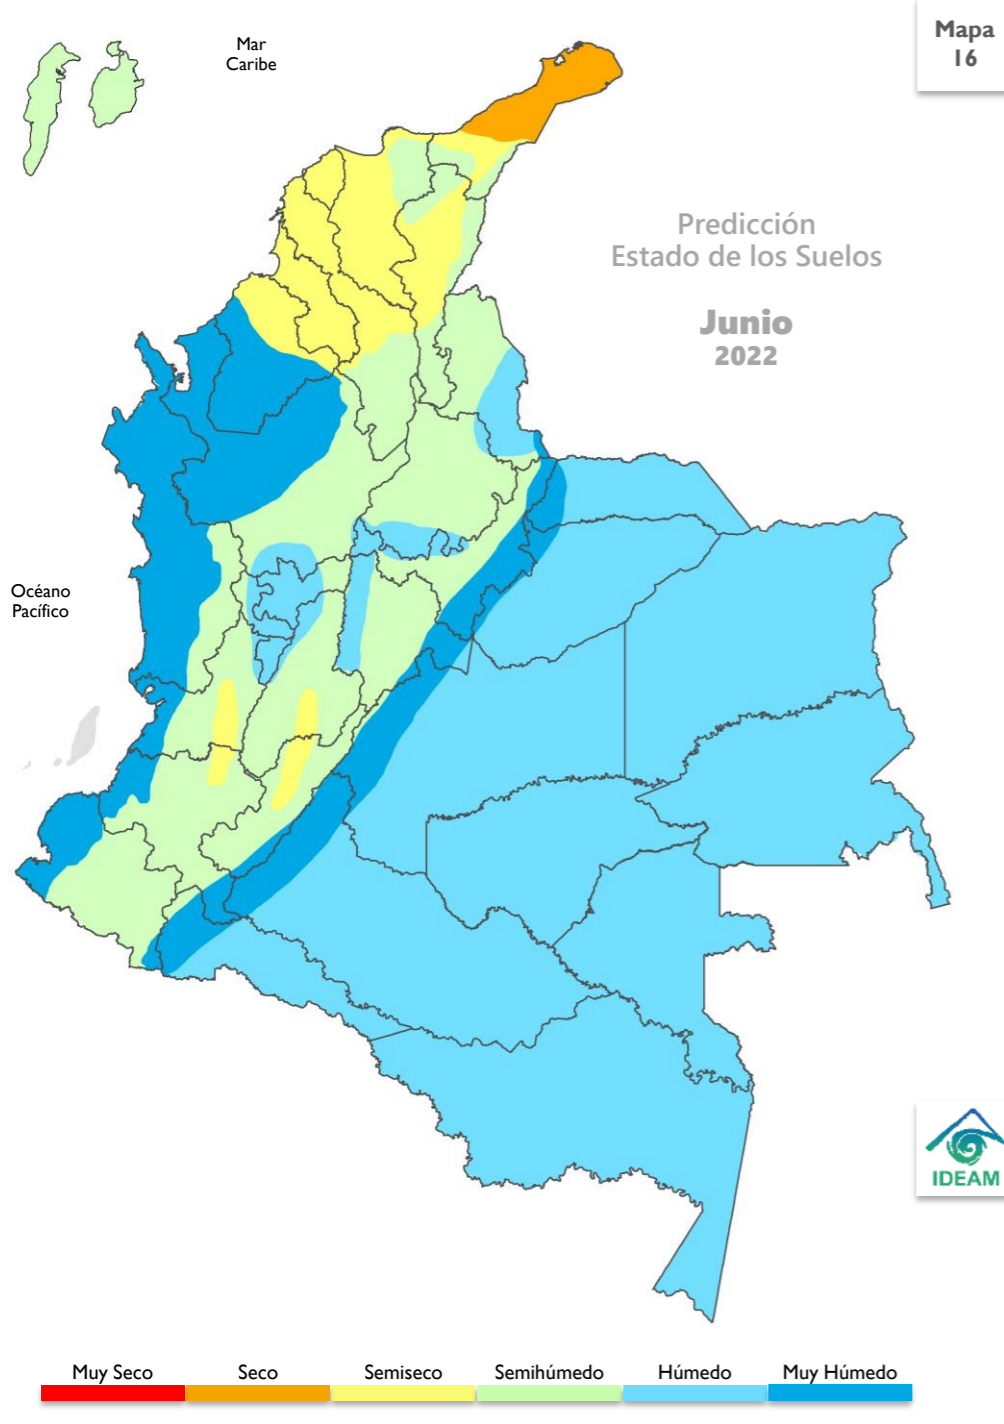 Mapa
16
Mar
Caribe
Predicción
Estado de los Suelos
Junio
2022
Océano
Pacífico
IDEAM
Muy Seco
Seco
Semiseco
Semihúmedo
Húmedo
Muy Húmedo